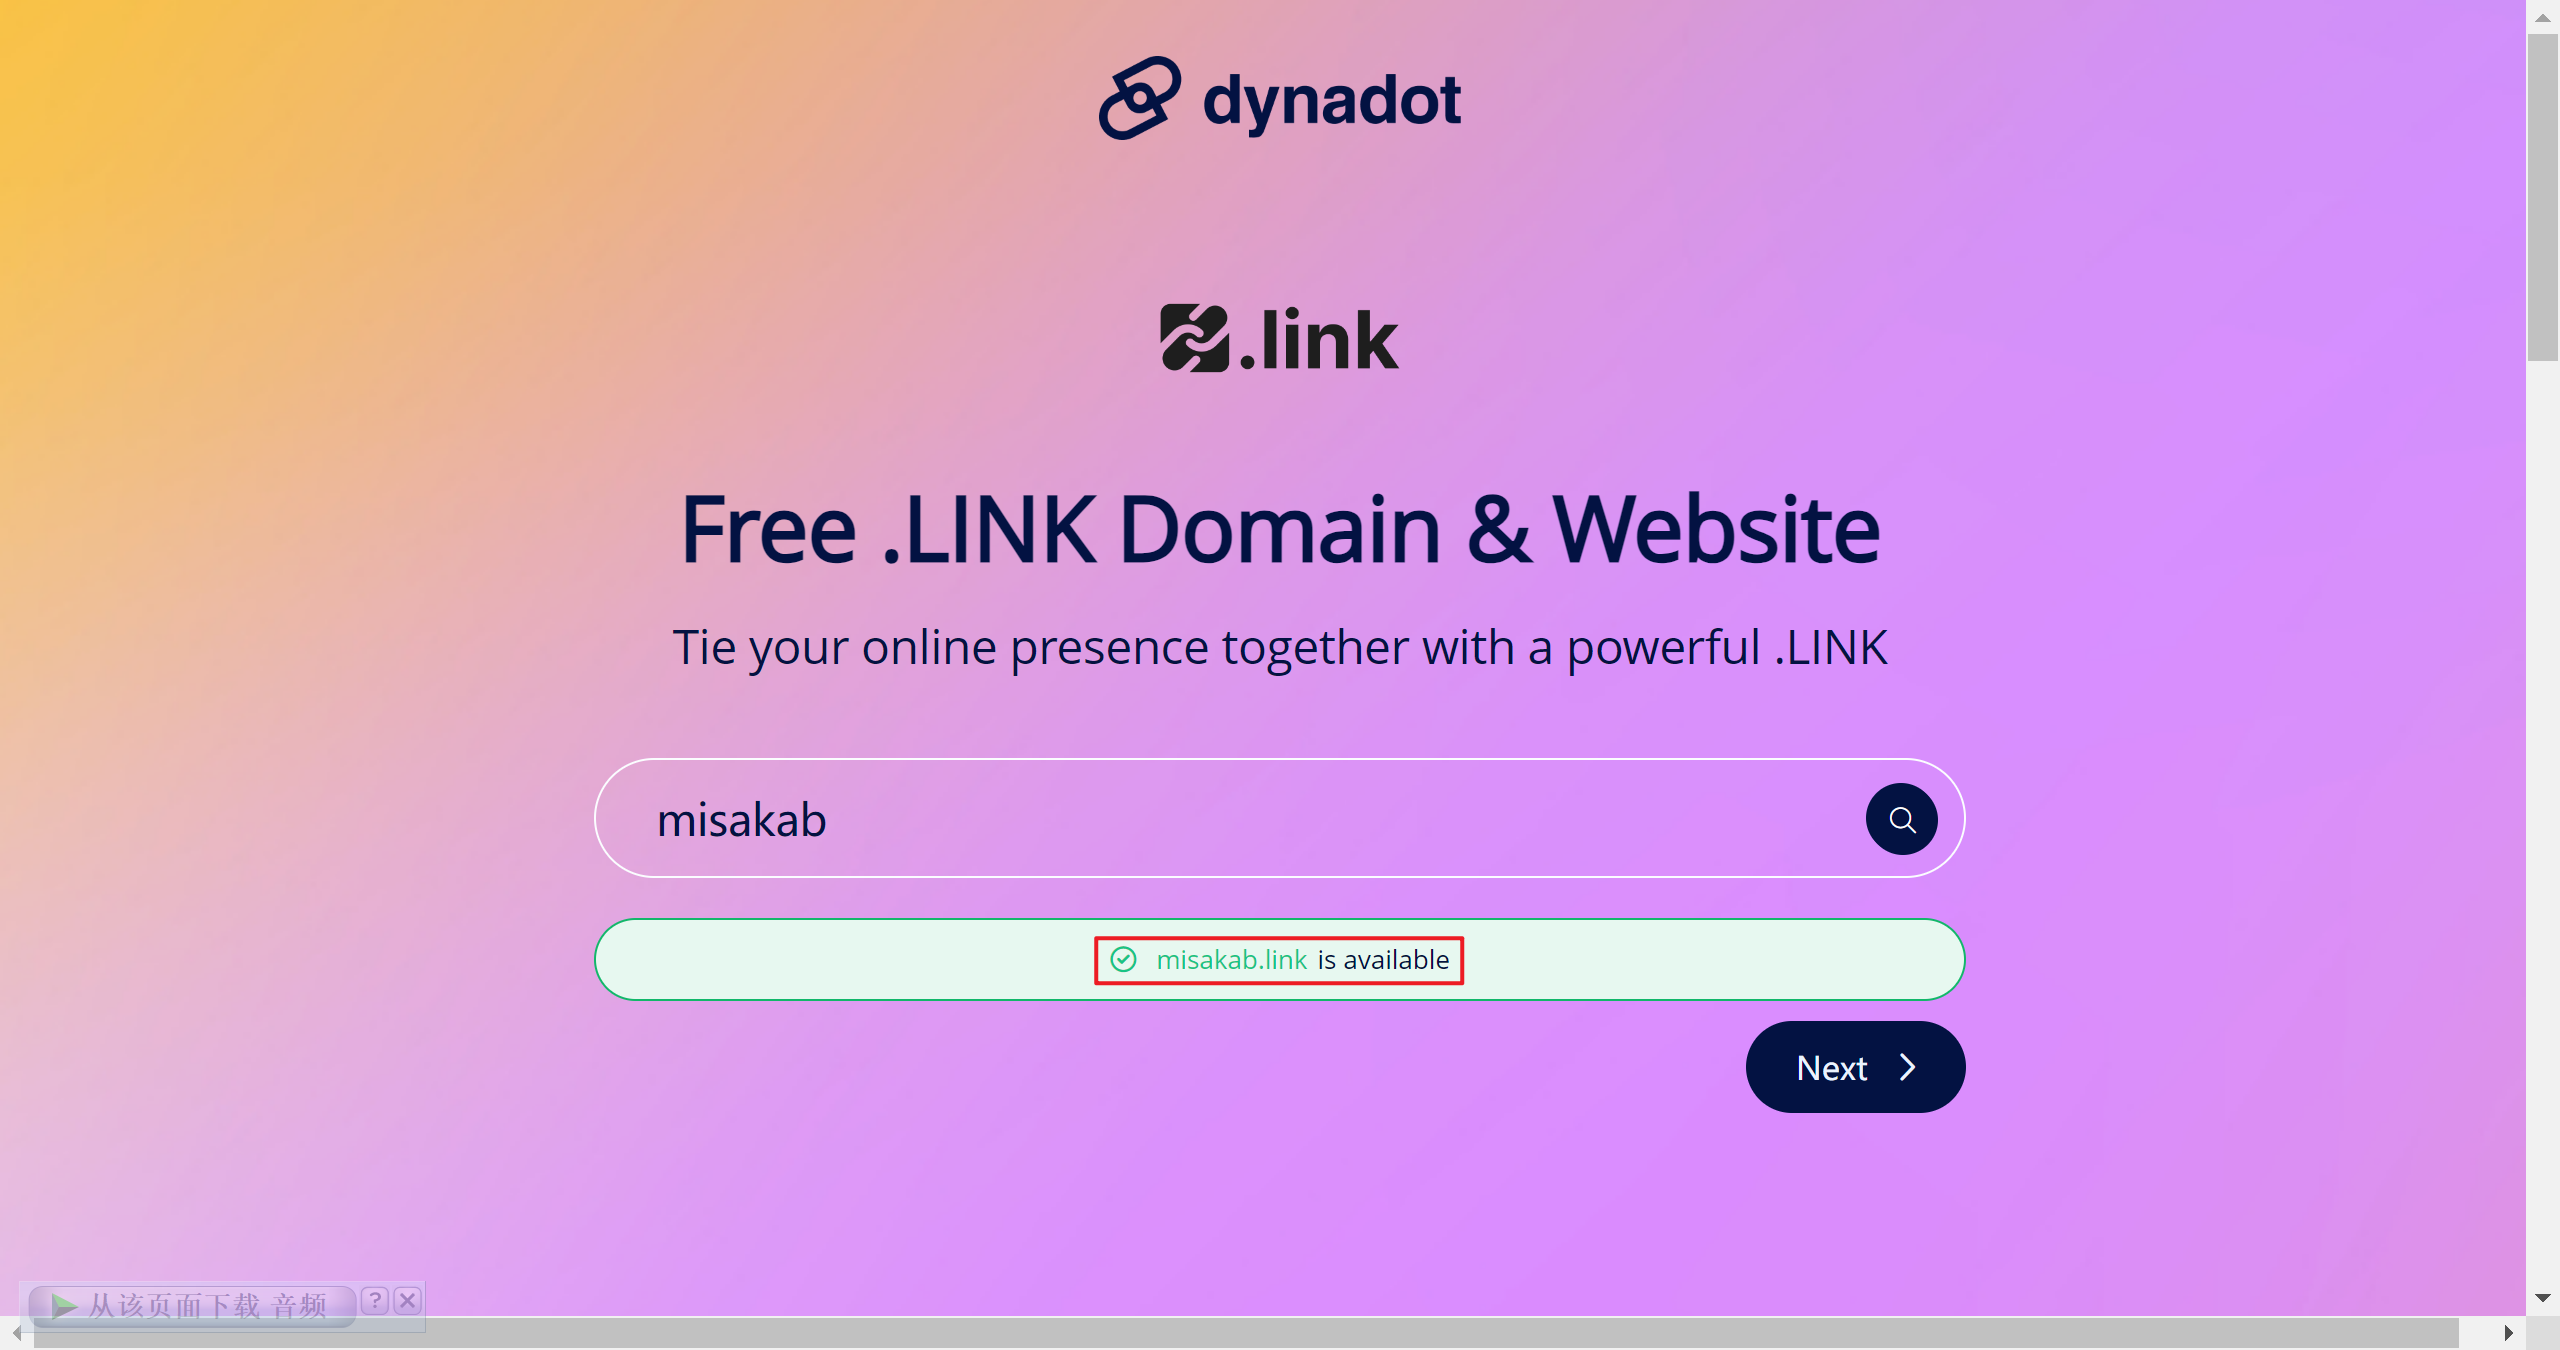 dynadot
.link
Free .LINK Domain & Website
Tie your online presence together with a powerful .LINK
misakab
misakab.link is available
Next
从该页面下载 音频 ?